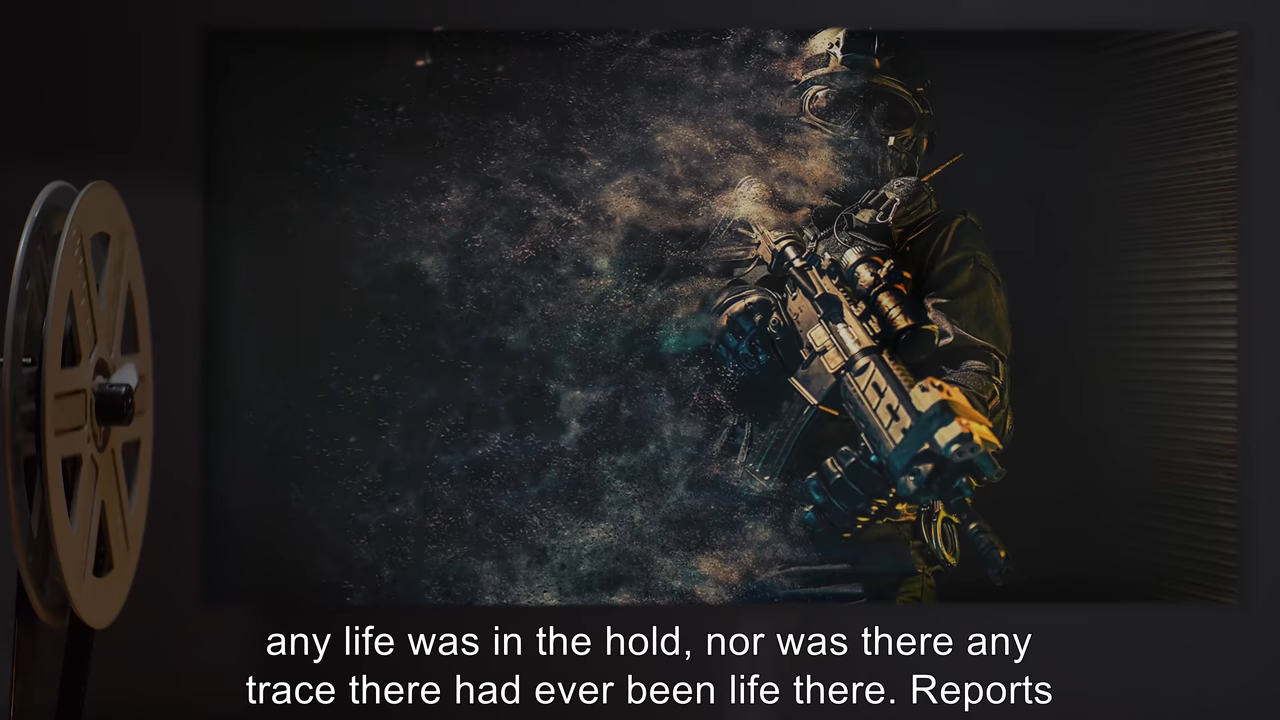 any life was in the hold, nor was there any
trace there had ever been life there. Reports